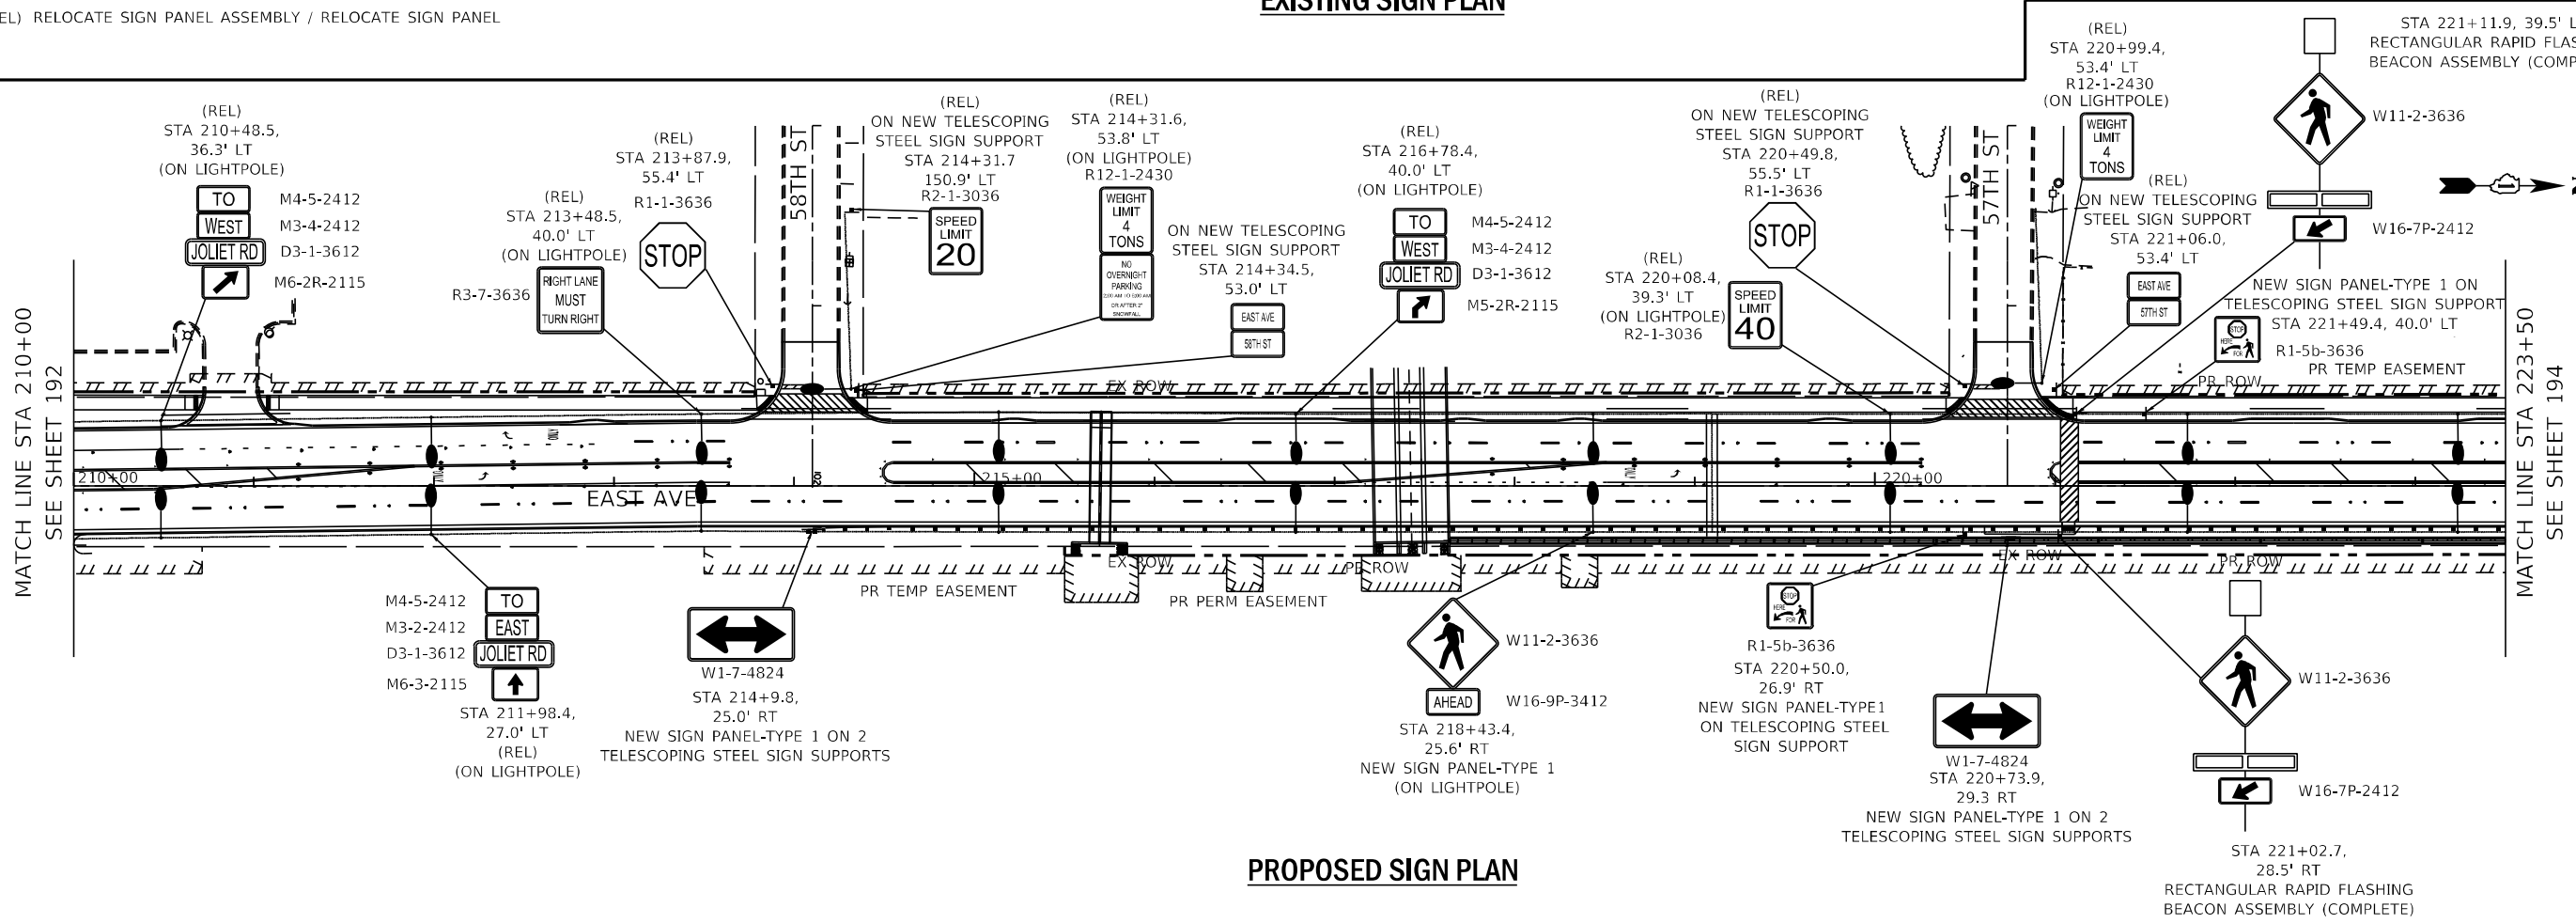 EL) RELOCATE SIGN PANEL ASSEMBLY / RELOCATE SIGN PANEL
EXISTING SIGN PLAN
(REL)
STA 210+48.5,
36.3' LT
(ON LIGHTPOLE)
TO M4-5-2412
WEST M3-4-2412
JOLIET RD D3-1-3612
M6-2R-2115
(REL)
STA 213+48.5,
40.0' LT
(ON LIGHTPOLE)
R3-7-3636
RIGHT LANE
MUST
TURN RIGHT
(REL)
STA 213+87.9,
55.4' LT
R1-1-3636
STOP
58TH ST
(REL)
ON NEW TELESCOPING
STEEL SIGN SUPPORT
STA 214+31.7
150.9' LT
R2-1-3036
SPEED
LIMIT
20
(REL)
STA 214+31.6,
53.8' LT
(ON LIGHTPOLE)
R12-1-2430
WEIGHT
LIMIT
4
TONS
NO
OVERNIGHT
PARKING
OR AFTER 2"
SNOWFALL
ON NEW TELESCOPING
STEEL SIGN SUPPORT
STA 214+34.5,
53.0' LT
EAST AVE
58TH ST
(REL)
STA 216+78.4,
40.0' LT
(ON LIGHTPOLE)
TO M4-5-2412
WEST M3-4-2412
JOLIET RD D3-1-3612
M5-2R-2115
(REL)
STA 220+08.4,
39.3' LT
(ON LIGHTPOLE)
R2-1-3036
SPEED
LIMIT
40
(REL)
ON NEW TELESCOPING
STEEL SIGN SUPPORT
STA 220+49.8,
55.5' LT
R1-1-3636
STOP
57TH ST
(REL)
STA 220+99.4,
53.4' LT
R12-1-2430
(ON LIGHTPOLE)
WEIGHT
LIMIT
4
TONS
(REL)
ON NEW TELESCOPING
STEEL SIGN SUPPORT
STA 221+06.0,
53.4' LT
EAST AVE
57TH ST
STA 221+11.9, 39.5' L
RECTANGULAR RAPID FLAS
BEACON ASSEMBLY (COMP
W11-2-3636
W16-7P-2412
NEW SIGN PANEL-TYPE 1 ON
TELESCOPING STEEL SIGN SUPPORT
STA 221+49.4, 40.0' LT
STOP
HERE
FOR
R1-5b-3636
PR TEMP EASEMENT
PR ROW
EX ROW
MATCH LINE STA 210+00
SEE SHEET 192
210+00
ONLY
ONLY
EAST AVE
215+00
ONLY
220+00
MATCH LINE STA 223+50
SEE SHEET 194
EX ROW
PR ROW
EX ROW
PR ROW
PR TEMP EASEMENT
PR PERM EASEMENT
M4-5-2412 TO
M3-2-2412 EAST
D3-1-3612 JOLIET RD
M6-3-2115
STA 211+98.4,
27.0' LT
(REL)
(ON LIGHTPOLE)
W1-7-4824
STA 214+9.8,
25.0' RT
NEW SIGN PANEL-TYPE 1 ON 2
TELESCOPING STEEL SIGN SUPPORTS
W11-2-3636
AHEAD W16-9P-3412
STA 218+43.4,
25.6' RT
NEW SIGN PANEL-TYPE 1
(ON LIGHTPOLE)
STOP
HERE
FOR
R1-5b-3636
STA 220+50.0,
26.9' RT
NEW SIGN PANEL-TYPE1
ON TELESCOPING STEEL
SIGN SUPPORT
W1-7-4824
STA 220+73.9,
29.3 RT
NEW SIGN PANEL-TYPE 1 ON 2
TELESCOPING STEEL SIGN SUPPORTS
W11-2-3636
W16-7P-2412
STA 221+02.7,
28.5' RT
RECTANGULAR RAPID FLASHING
BEACON ASSEMBLY (COMPLETE)
PROPOSED SIGN PLAN